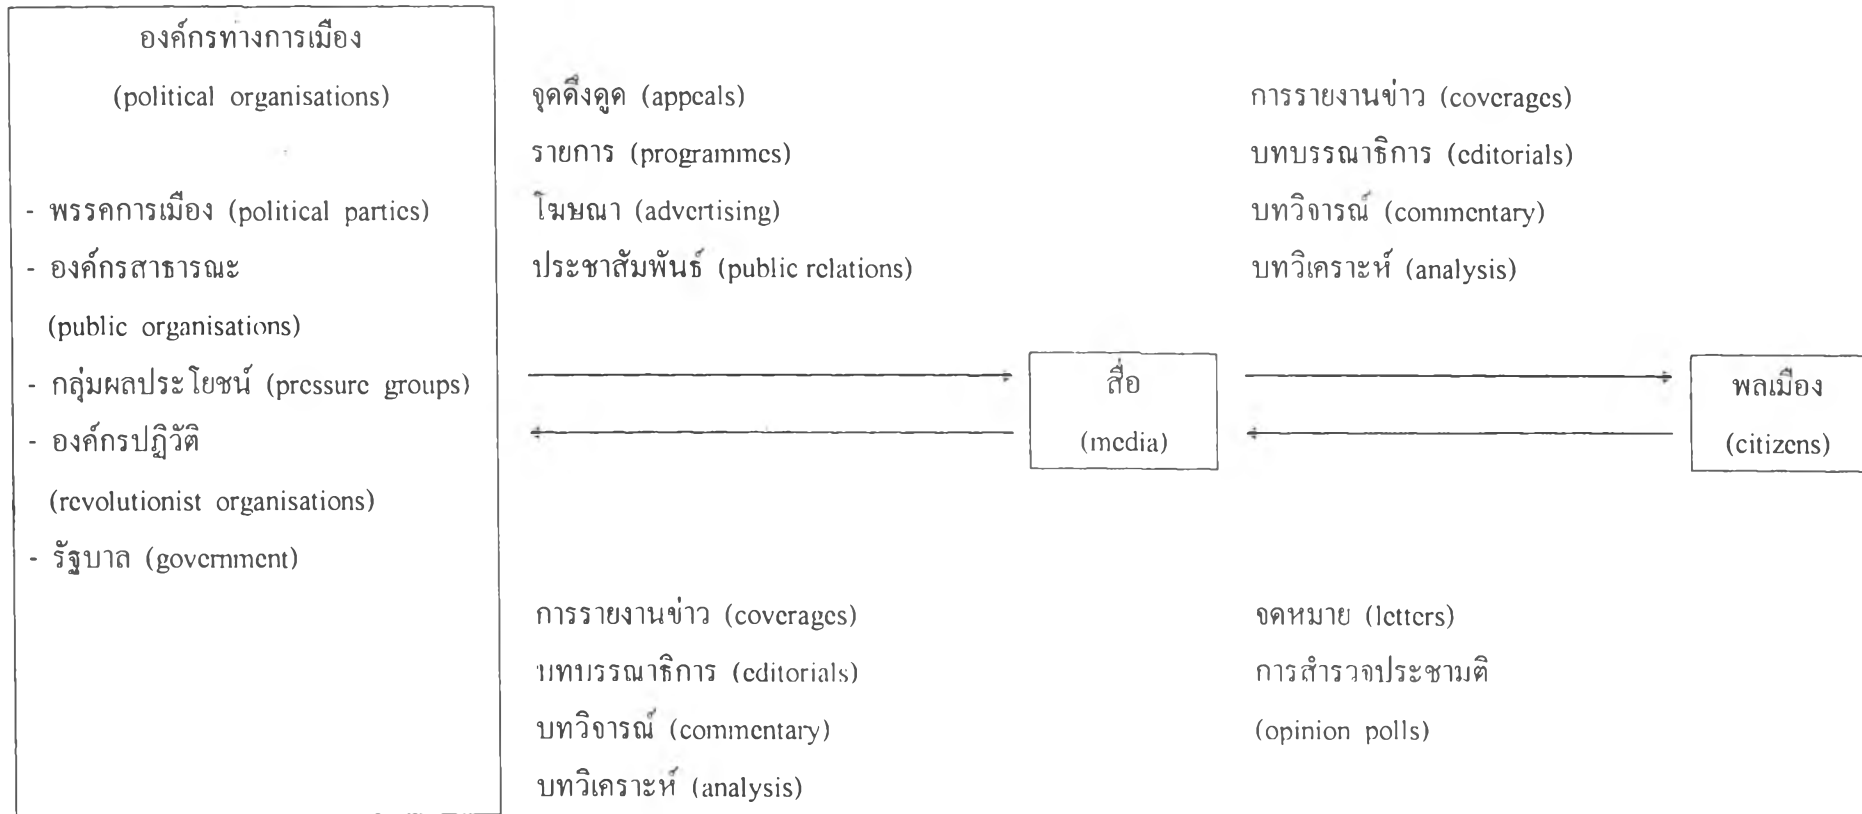 องค์กรทางการเมือง
(political organisations)
- พรรคการเมือง (political parties)
- องค์กรสาธารณะ
(public organisations)
- กลุ่มผลประโยชน์ (pressure groups)
- องค์กรปฏิวัติ
(revolutionist organisations)
- รัฐบาล (government)
จุดดึงดูด (appeals)
รายการ (programmes)
โฆษณา (advertising)
ประชาสัมพันธ์ (public relations)
การรายงานข่าว (coverages)
บทบรรณาธิการ (editorials)
บทวิจารณ์ (commentary)
บทวิเคราะห์ (analysis)
สื่อ
(media)
พลเมือง
(citizens)
การรายงานข่าว (coverages)
บทบรรณาธิการ (editorials)
บทวิจารณ์ (commentary)
บทวิเคราะห์ (analysis)
จดหมาย (letters)
การสำรวจประชามติ
(opinion polls)